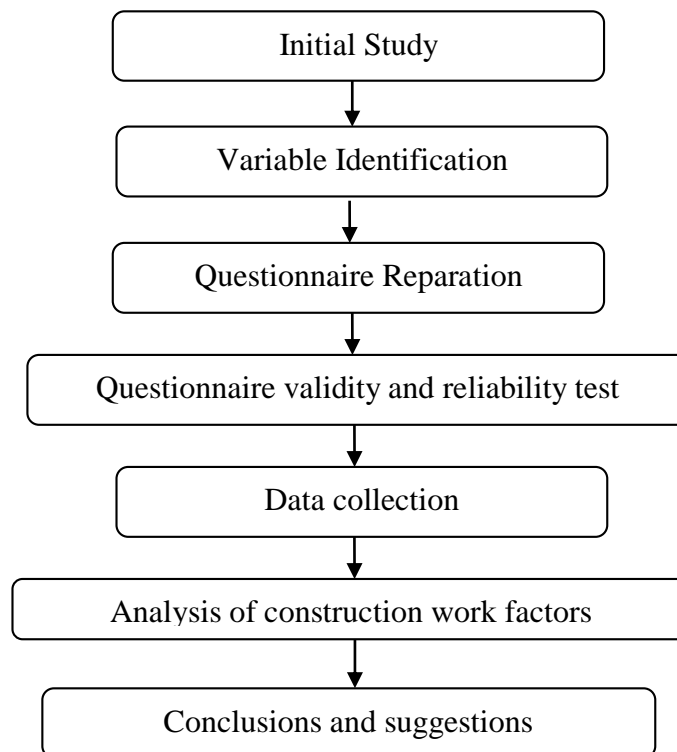 Initial Study
Variable Identification
Questionnaire Reparation
Questionnaire validity and reliability test
Data collection
Analysis of construction work factors
Conclusions and suggestions